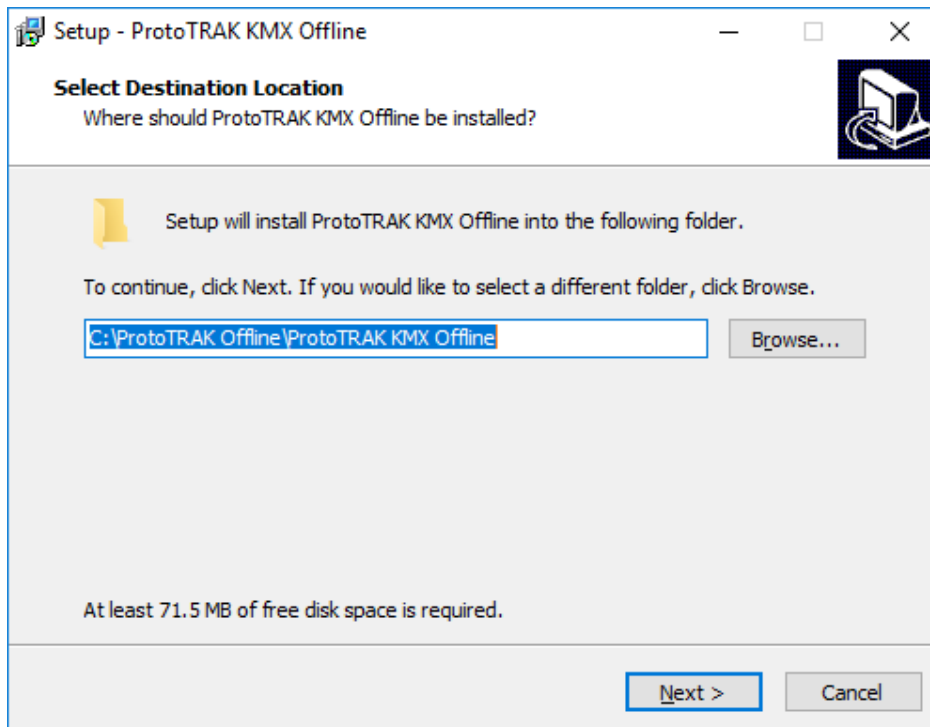 Setup - ProtoTRAK KMX Offline
Select Destination Location
Where should ProtoTRAK KMX Offline be installed?
Setup will install ProtoTRAK KMX Offline into the following folder.
To continue, click Next. If you would like to select a different folder, click Browse.
C:\ProtoTRAK Offline\ProtoTRAK KMX Offline
Browse...
At least 71.5 MB of free disk space is required.
Next >
Cancel